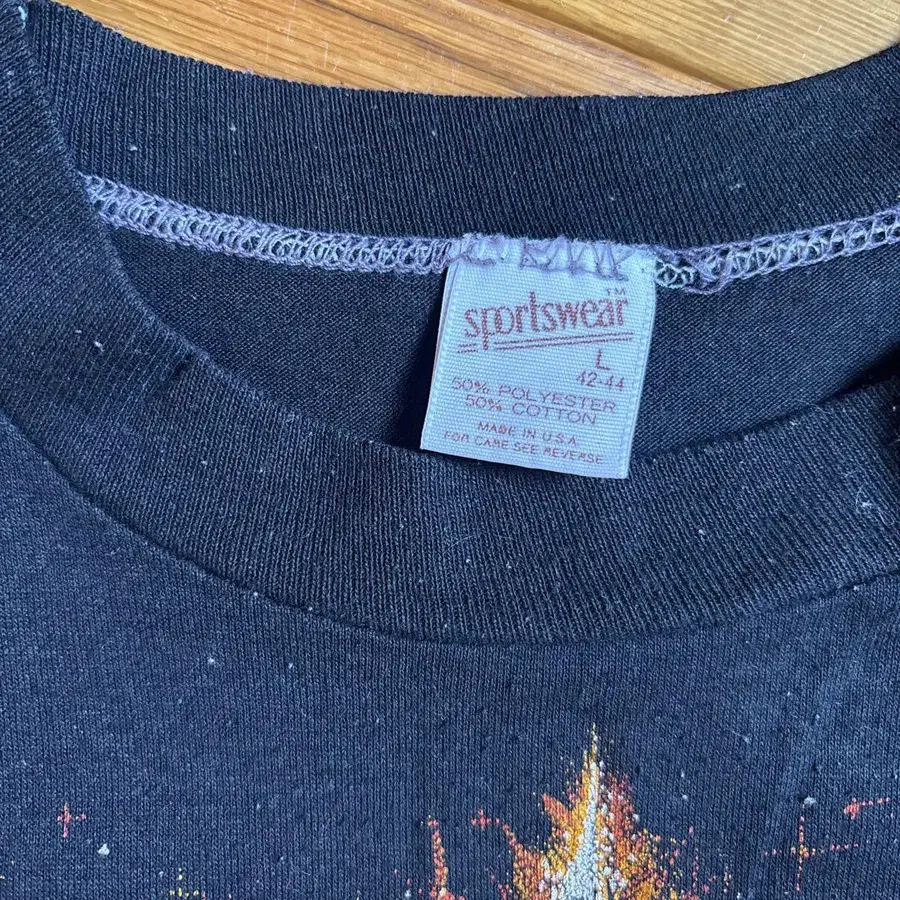 sportswear™
L
42-44
50% POLYESTER
50% COTTON
MADE IN U.S.A.
FOR CARE SEE REVERSE